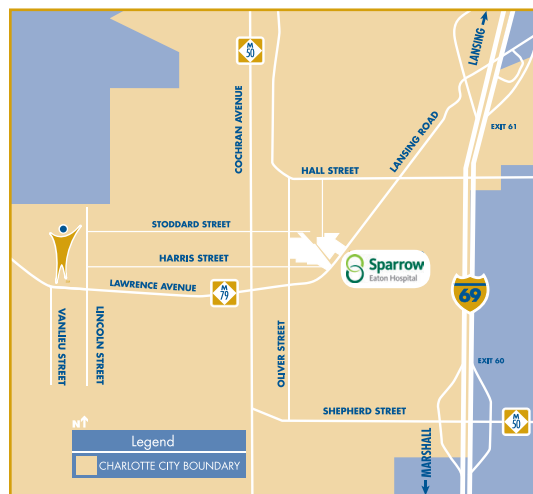 LANSING
M
50
COCHRAN AVENUE
LANSING ROAD
EXIT 61
HALL STREET
STODDARD STREET
HARRIS STREET
Sparrow
Eaton Hospital
LAWRENCE AVENUE
M
79
69
VANLIEU STREET
LINCOLN STREET
OLIVER STREET
EXIT 60
SHEPHERD STREET
M
50
N
MARSHALL
Legend
CHARLOTTE CITY BOUNDARY